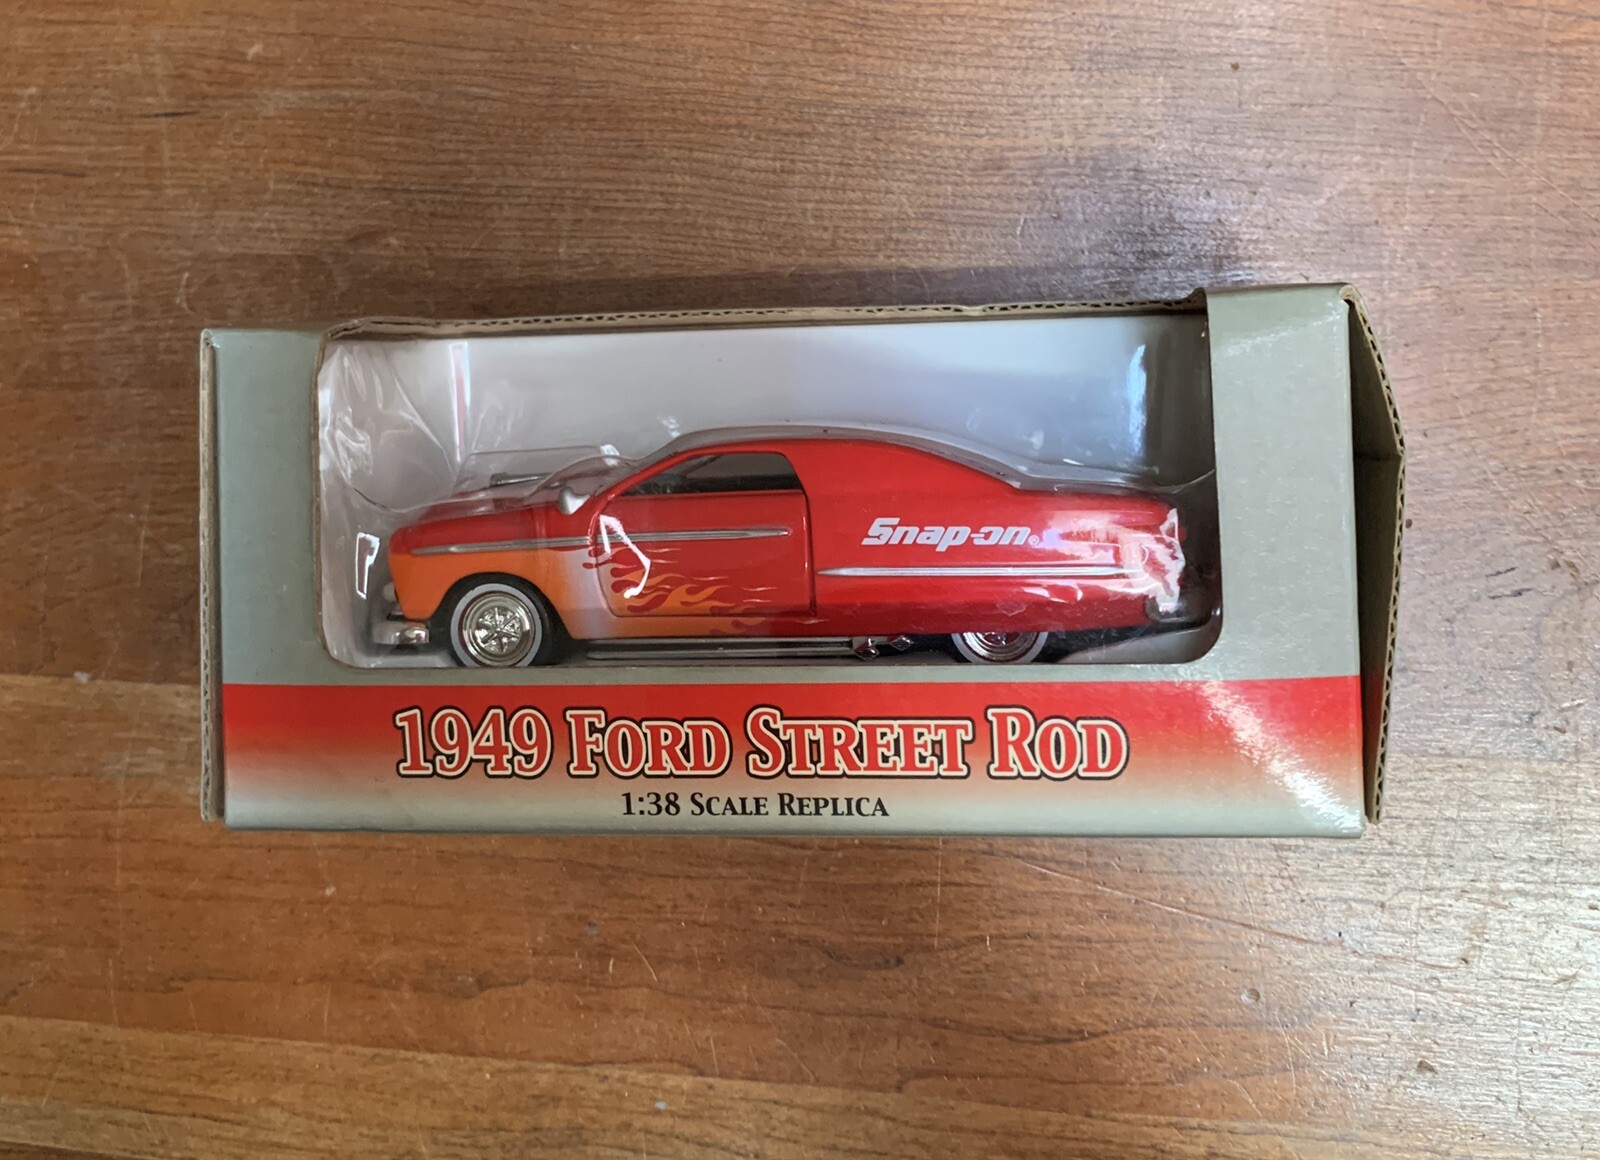 Snap-on®
1949 FORD STREET ROD
1:38 SCALE REPLICA